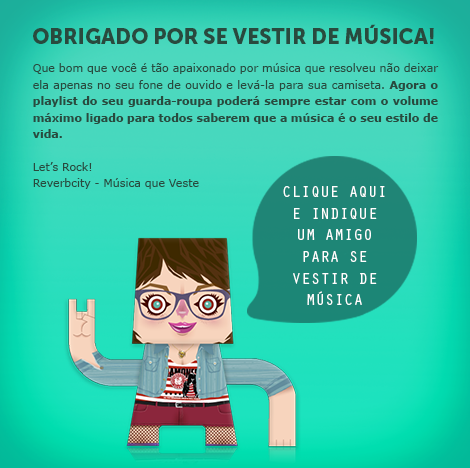 OBRIGADO POR SE VESTIR DE MÚSICA!
Que bom que você é tão apaixonado por música que resolveu não deixar
ela apenas no seu fone de ouvido e levá-la para sua camiseta. Agora o
playlist do seu guarda-roupa poderá sempre estar com o volume
máximo ligado para todos saberem que a música é o seu estilo de
vida.
Let's Rock!
Reverbcity - Música que Veste
CLIQUE AQUI
E INDIQUE
UM AMIGO
PARA SE
VESTIR DE
MÚSICA
RAMONES